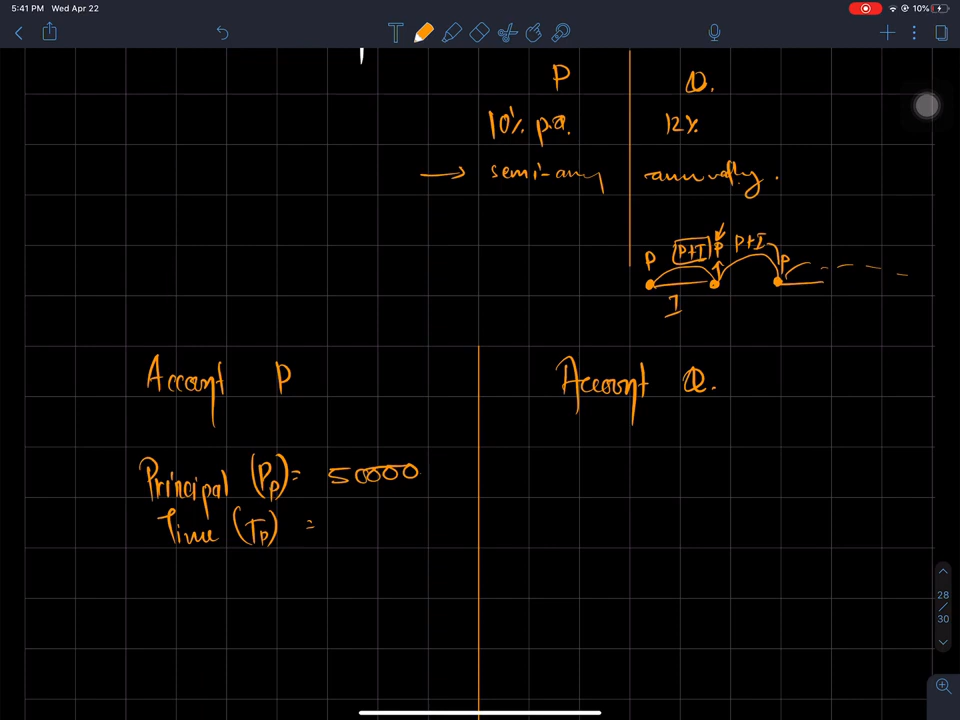 5:41 PM Wed Apr 22
10%
T
P Q.
10% p.a. 12%
→ semi-any annually.
P P+I P P+I P
I
Account P Account Q.
Principal (Pp)= 50000
Time (Tp) =
28
/
30